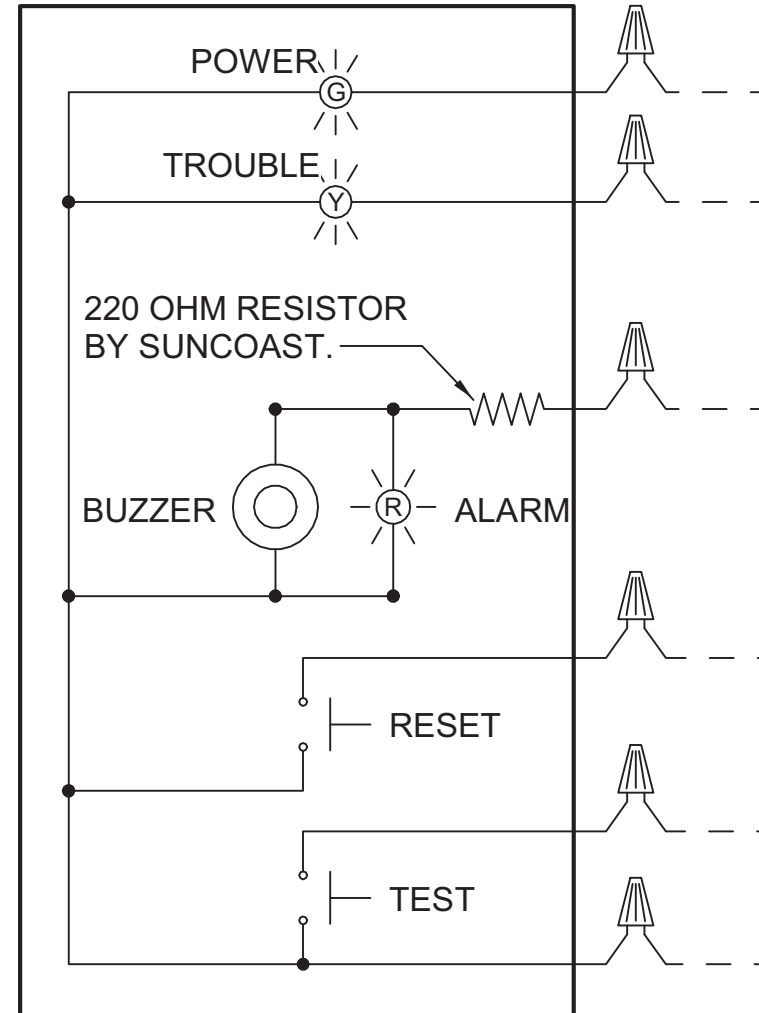 POWER
G
TROUBLE
Y
220 OHM RESISTOR
BY SUNCOAST.
BUZZER
R
ALARM
RESET
TEST